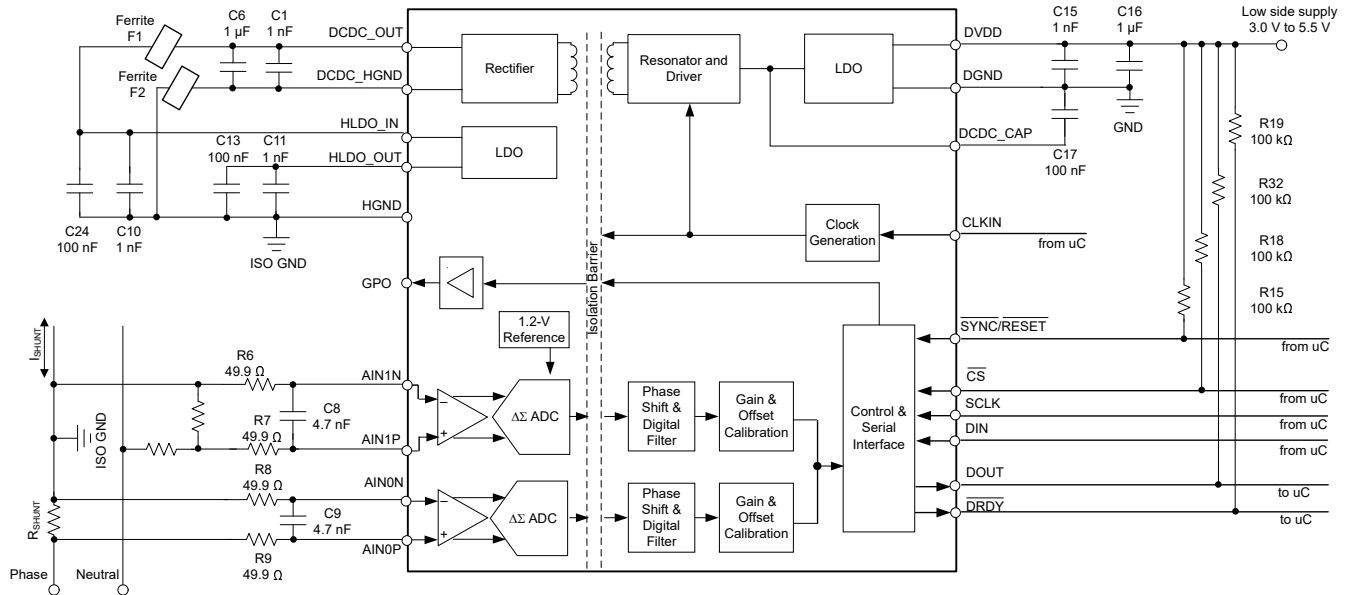 Ferrite
F1
C6
1 µF
C1
1 nF
DCDC_OUT
Ferrite
F2
DCDC_HGND
HLDO_IN
C13
100 nF
C11
1 nF
HLDO_OUT
HGND
C24
100 nF
C10
1 nF
ISO GND
GPO
Rectifier
LDO
Resonator and
Driver
LDO
Clock
Generation
Isolation Barrier
1.2-V
Reference
DVDD
DGND
DCDC_CAP
CLKIN
from uC
C15
1 nF
C16
1 µF
Low side supply
3.0 V to 5.5 V
GND
C17
100 nF
R19
100 kΩ
R32
100 kΩ
R18
100 kΩ
R15
100 kΩ
SYNC/RESET
from uC
CS
from uC
SCLK
from uC
DIN
from uC
DOUT
to uC
DRDY
to uC
ISHUNT
R6
49.9 Ω
AIN1N
C8
4.7 nF
R7
49.9 Ω
ISO GND
AIN1P
R8
49.9 Ω
AIN0N
C9
4.7 nF
RSHUNT
AIN0P
R9
49.9 Ω
Phase
Neutral
−
+
ΔΣ ADC
Phase
Shift &
Digital
Filter
Gain &
Offset
Calibration
Control &
Serial
Interface
−
+
ΔΣ ADC
Phase
Shift &
Digital
Filter
Gain &
Offset
Calibration